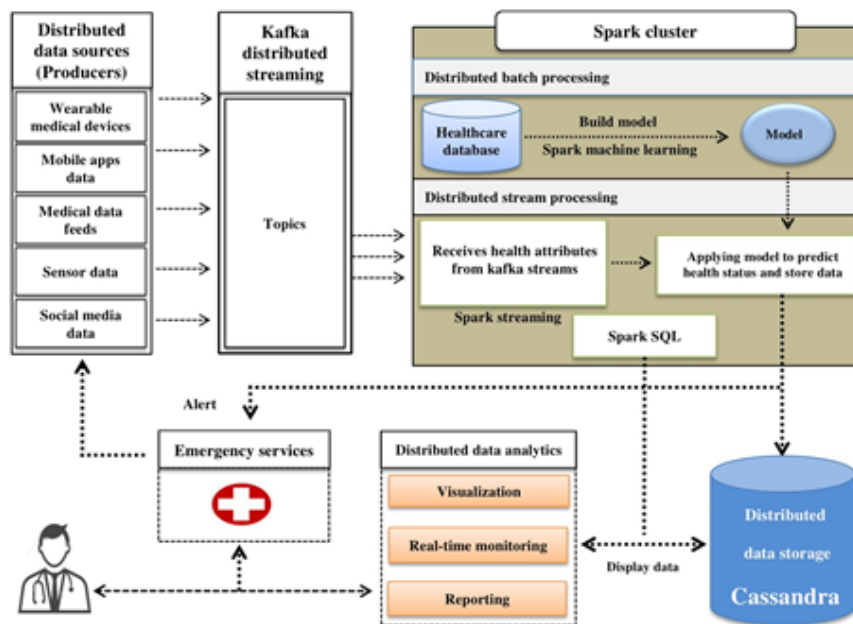 Distributed
data sources
(Producers)
Wearable
medical devices
Mobile apps
data
Medical data
feeds
Sensor data
Social media
data
Kafka
distributed
streaming
Topics
Spark cluster
Distributed batch processing
Healthcare
database
Build model
Spark machine learning
Model
Distributed stream processing
Receives health attributes
from kafka streams
Applying model to predict
health status and store data
Spark streaming
Spark SQL
Alert
Emergency services
Distributed data analytics
Visualization
Real-time monitoring
Reporting
Display data
Distributed
data storage
Cassandra